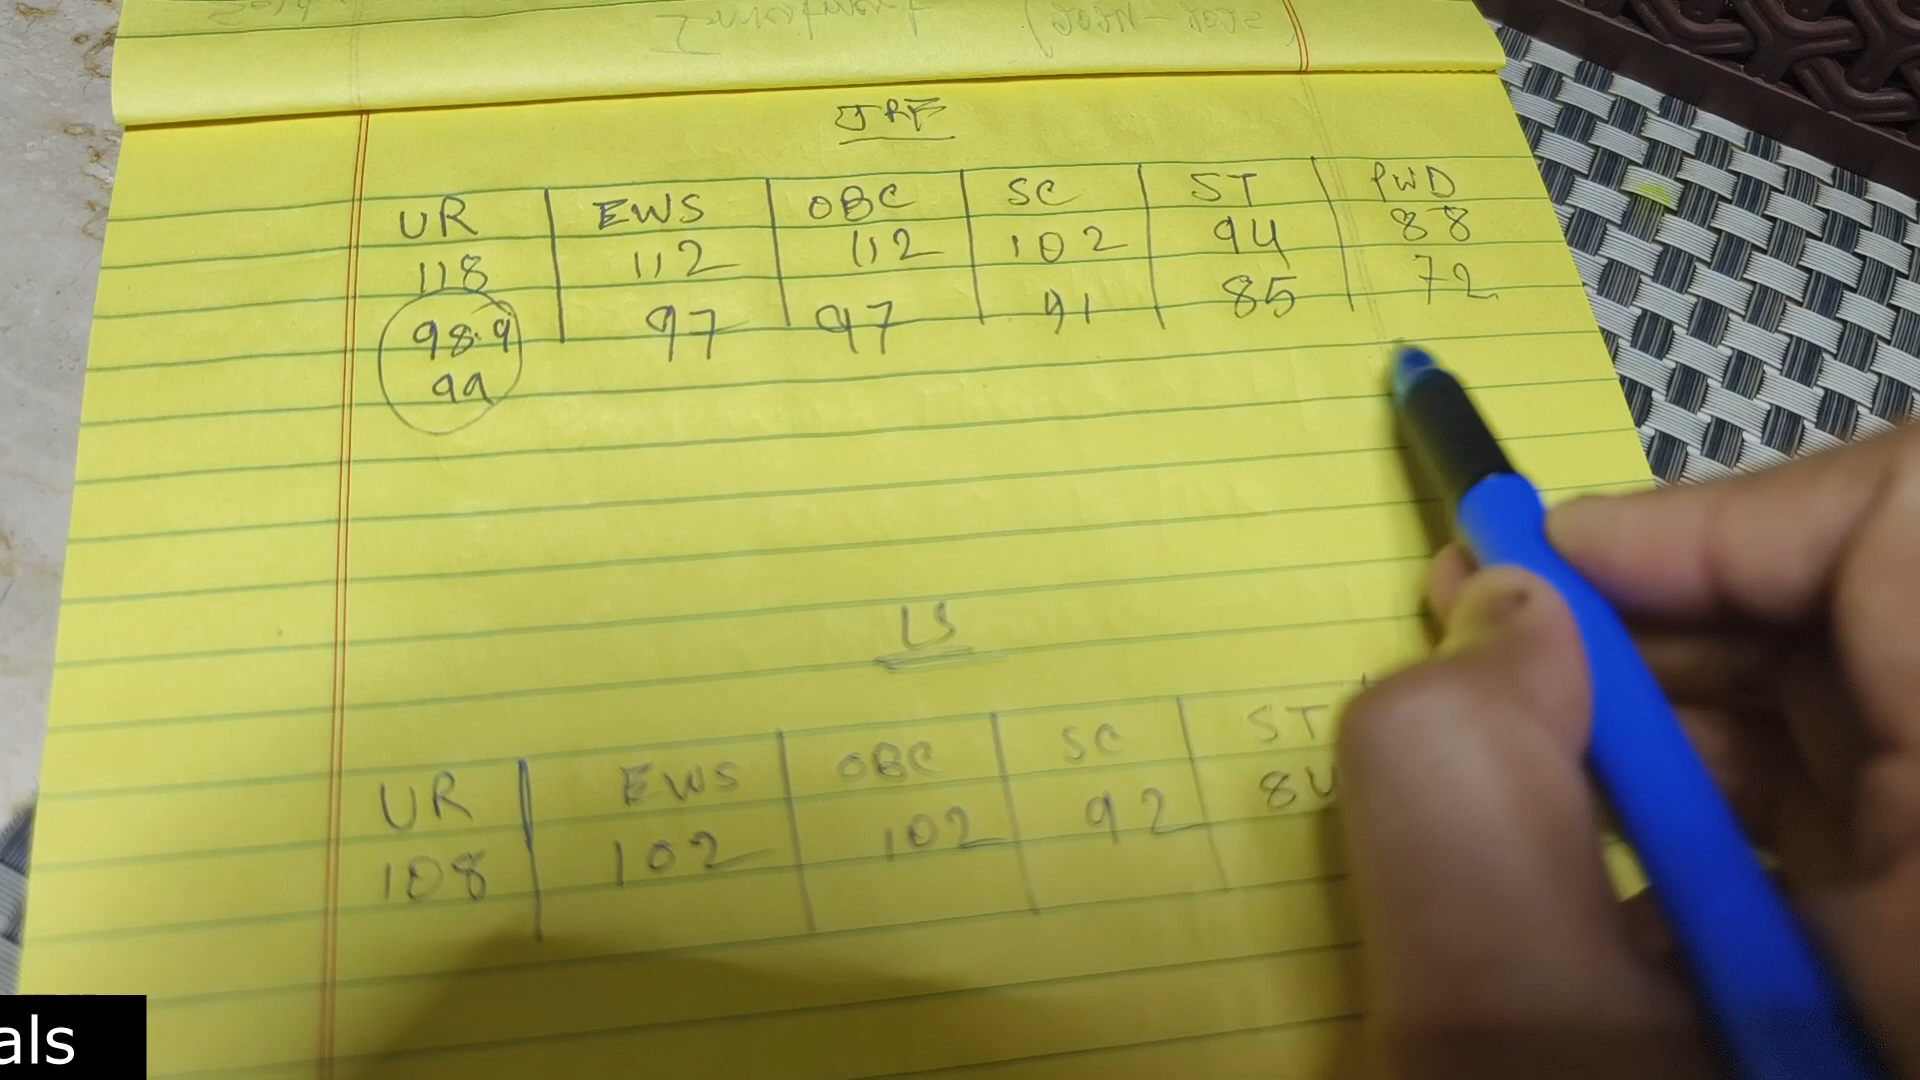 JRF
UR EWS OBC SC ST PWD
118 112 112 102 94 88
98.9 97 97 91 85 72
99
LS
UR EWS OBC SC ST
108 102 102 92 84
als